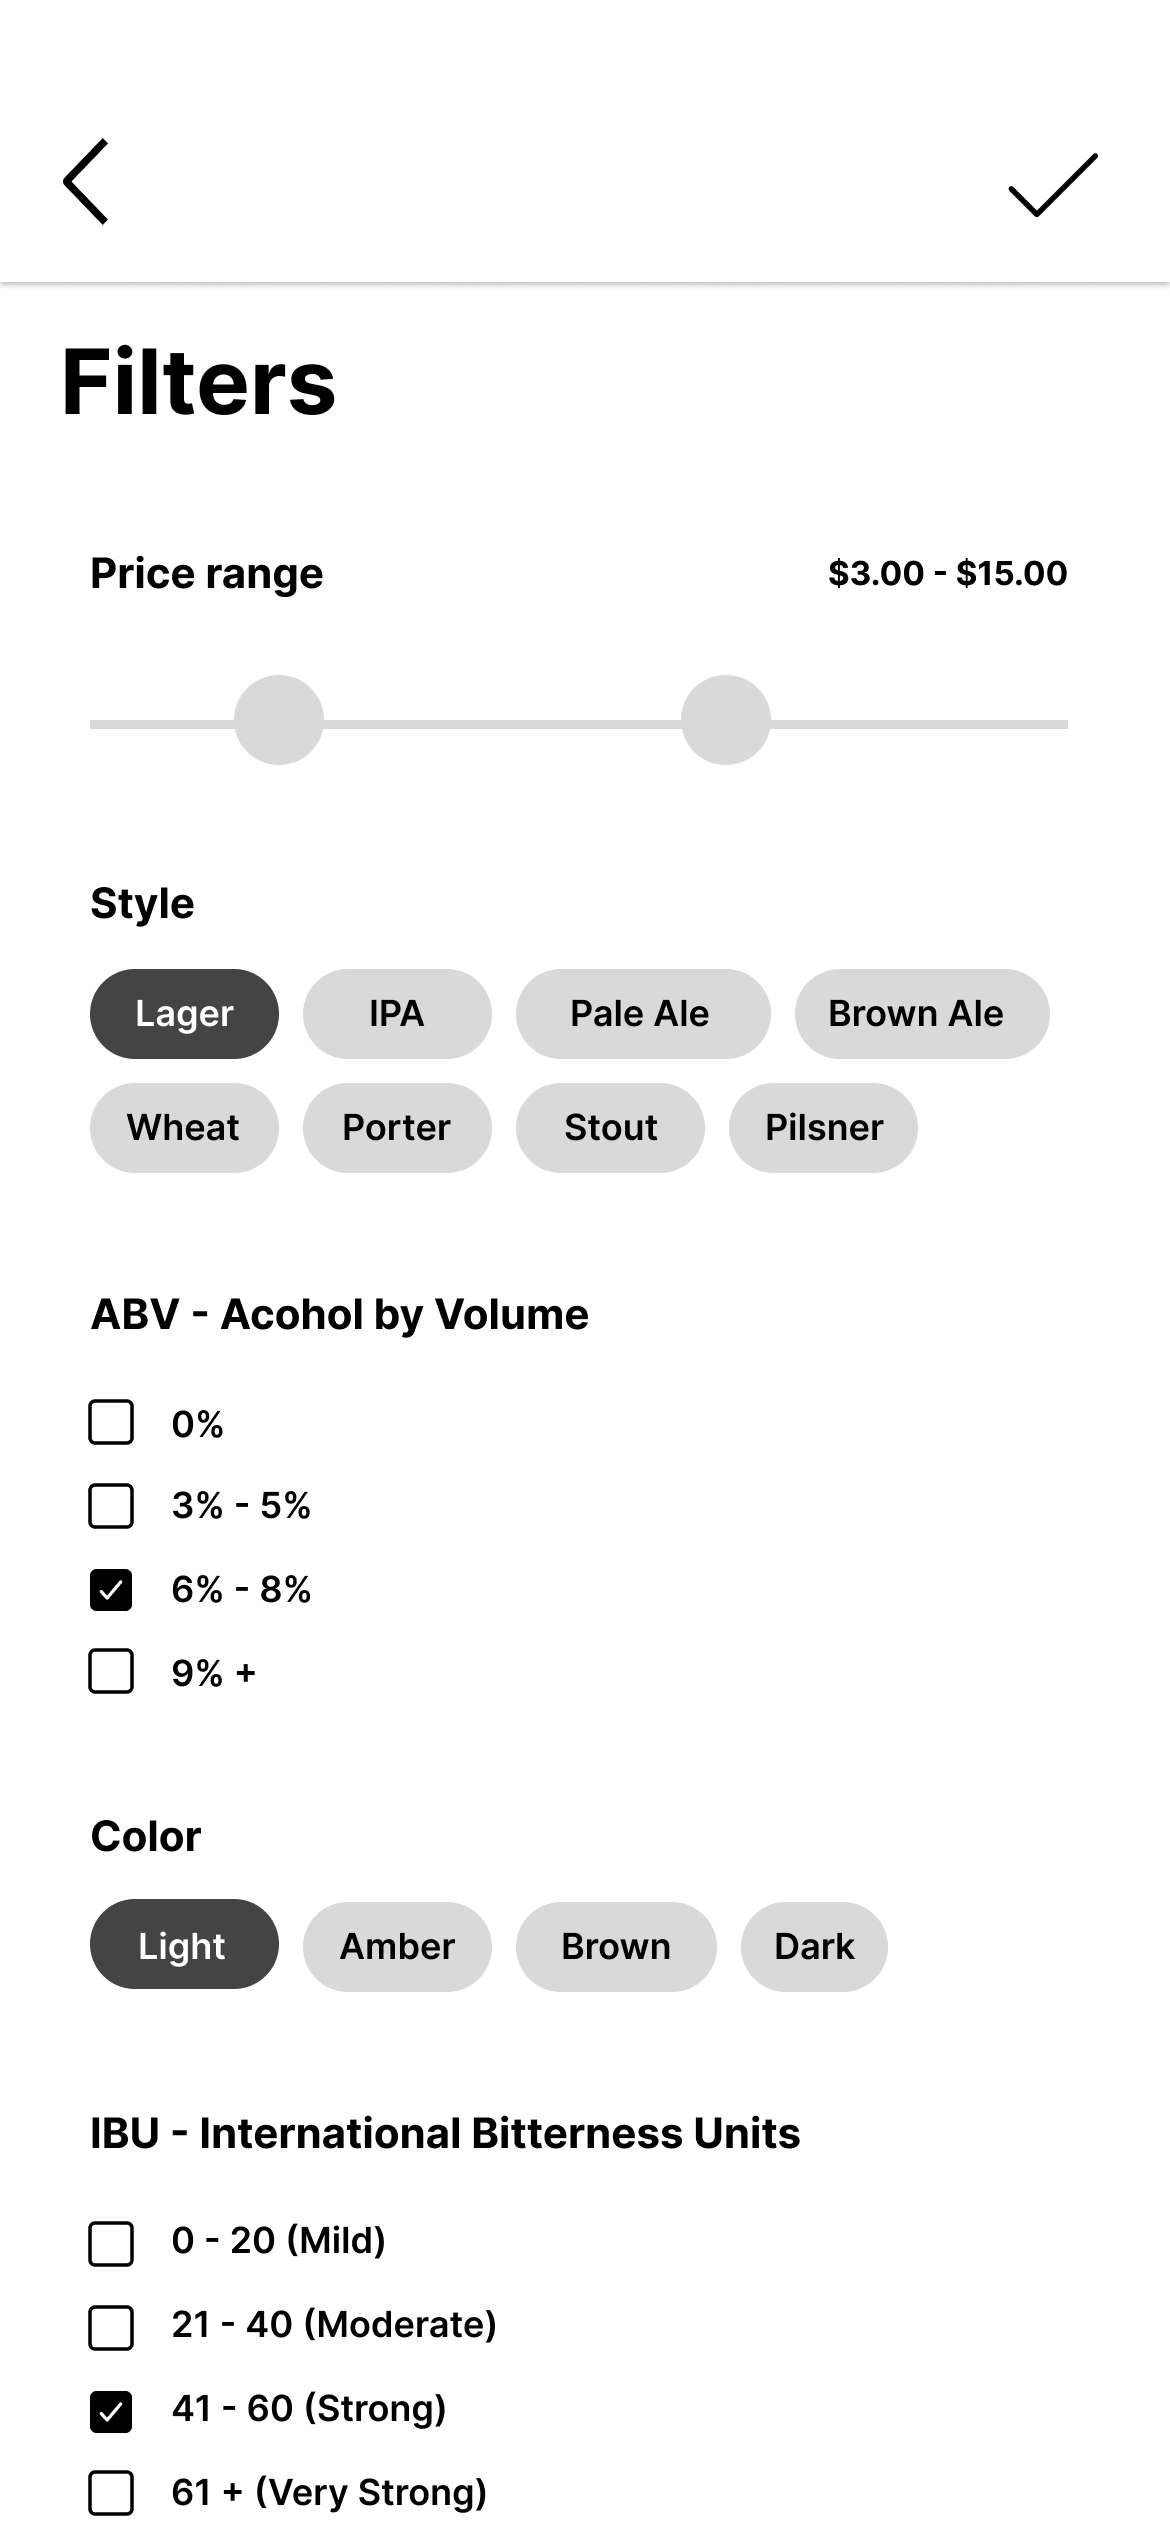 Filters
Price range $3.00 - $15.00
Style
Lager IPA Pale Ale Brown Ale
Wheat Porter Stout Pilsner
ABV - Acohol by Volume
0%
3% - 5%
6% - 8%
9% +
Color
Light Amber Brown Dark
IBU - International Bitterness Units
0 - 20 (Mild)
21 - 40 (Moderate)
41 - 60 (Strong)
61 + (Very Strong)